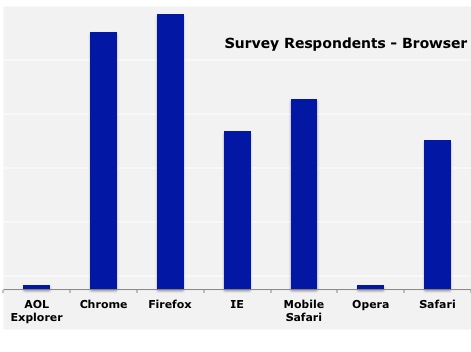 Survey Respondents - Browser
AOL Explorer
Chrome
Firefox
IE
Mobile Safari
Opera
Safari